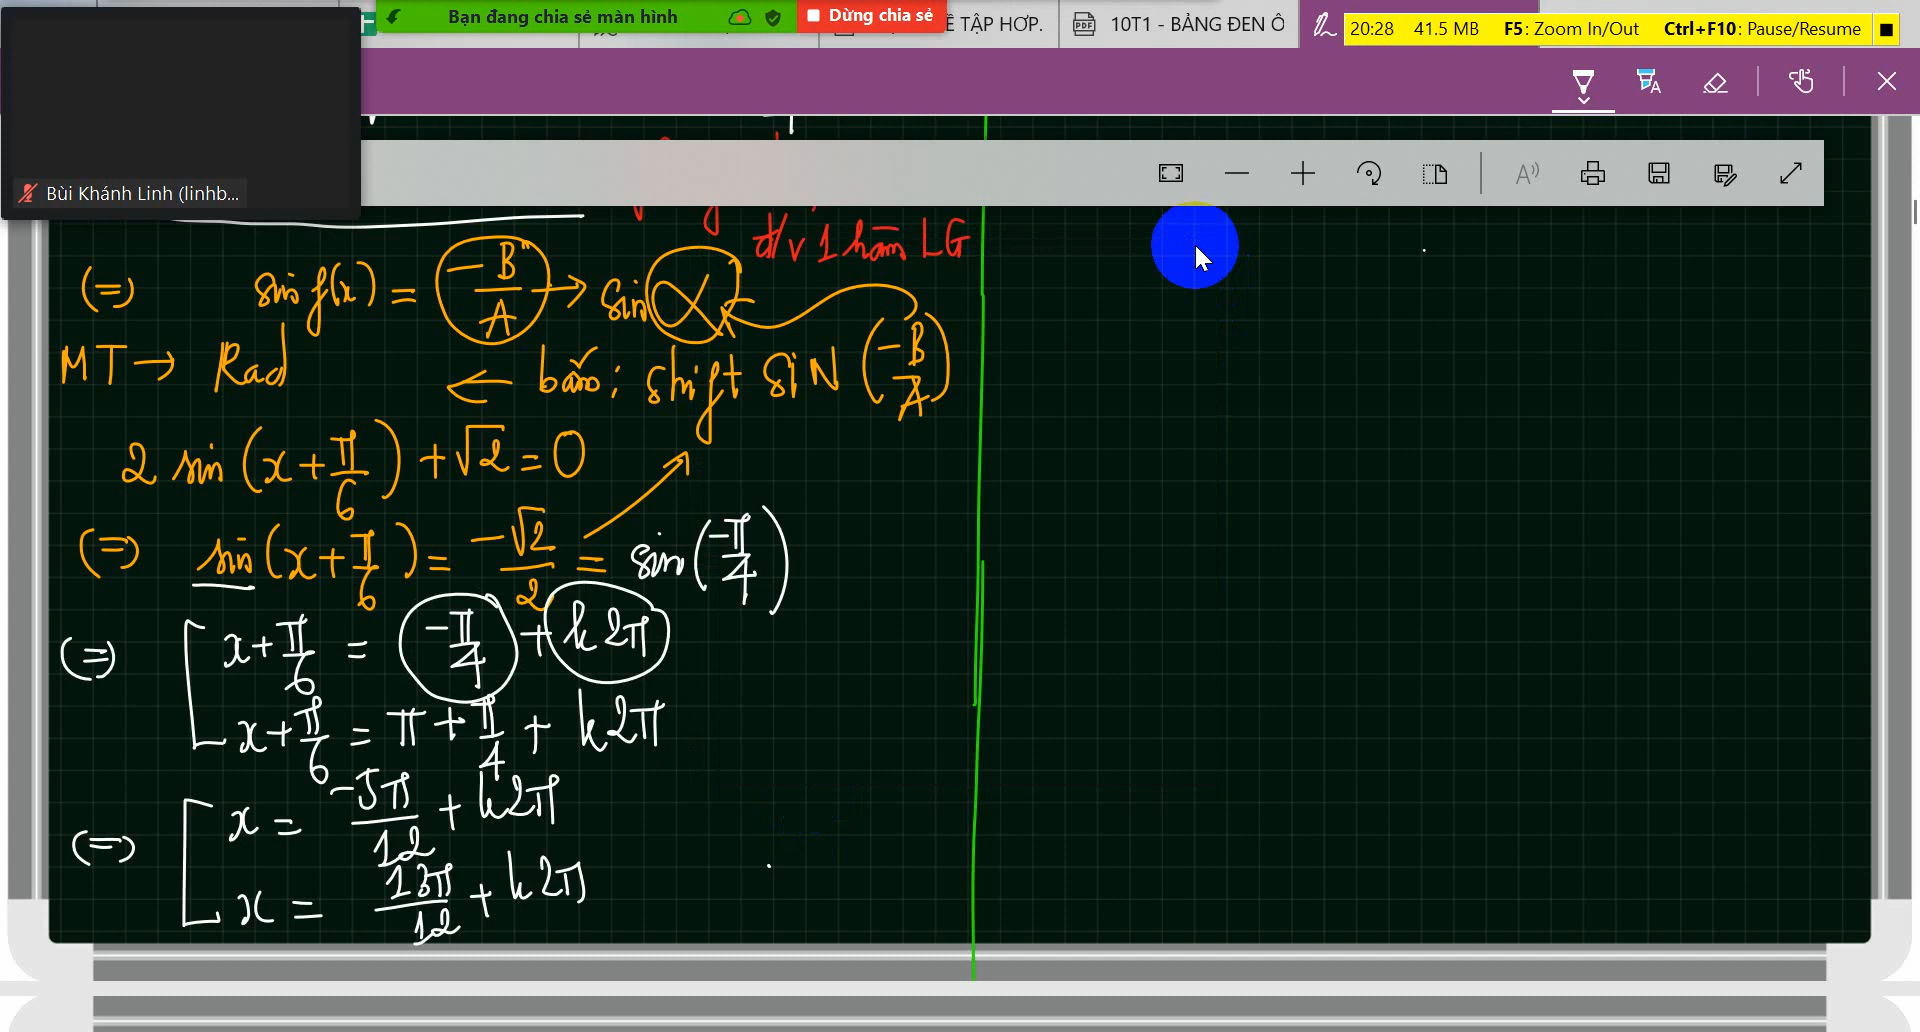 Bạn đang chia sẻ màn hình
Dừng chia sẻ
Ề TẬP HƠP.
10T1 - BẢNG ĐEN Ô
20:28 41.5 MB F5: Zoom In/Out Ctrl+F10: Pause/Resume
Bùi Khánh Linh (linhb...
đ/v 1 hàm LG
(=) sin f(x) = -B/A → sin α
MT → Rad ← bấm: shift SiN (-B/A)
2 sin (x + π/6) + √2 = 0
(=) sin (x + π/6) = -√2/2 = sin (-π/4)
(=) [ x + π/6 = -π/4 + k2π
x + π/6 = π + π/4 + k2π
(=) [ x = -5π/12 + k2π
x = 13π/12 + k2π